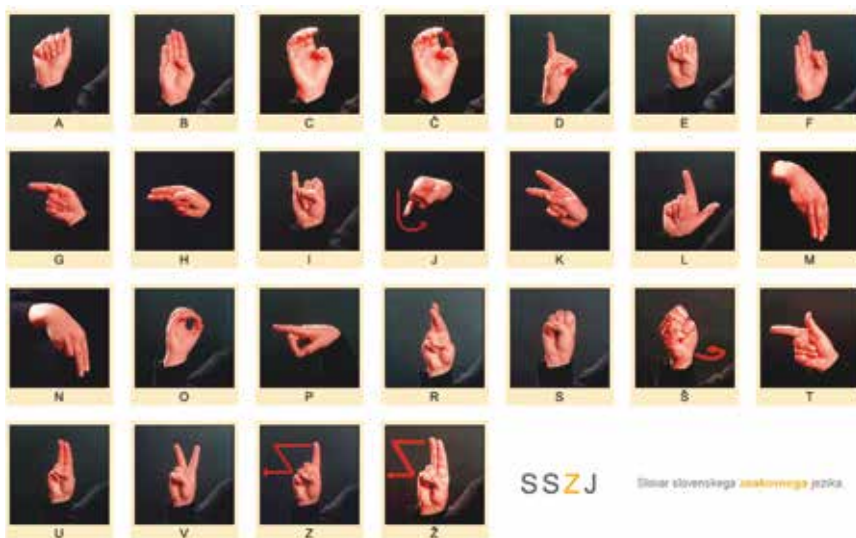 A B C Č D E F
G H I J K L M
N O P R S Š T
U V Z Ž
SSZJ
Slovar slovenskega znakovnega jezika.